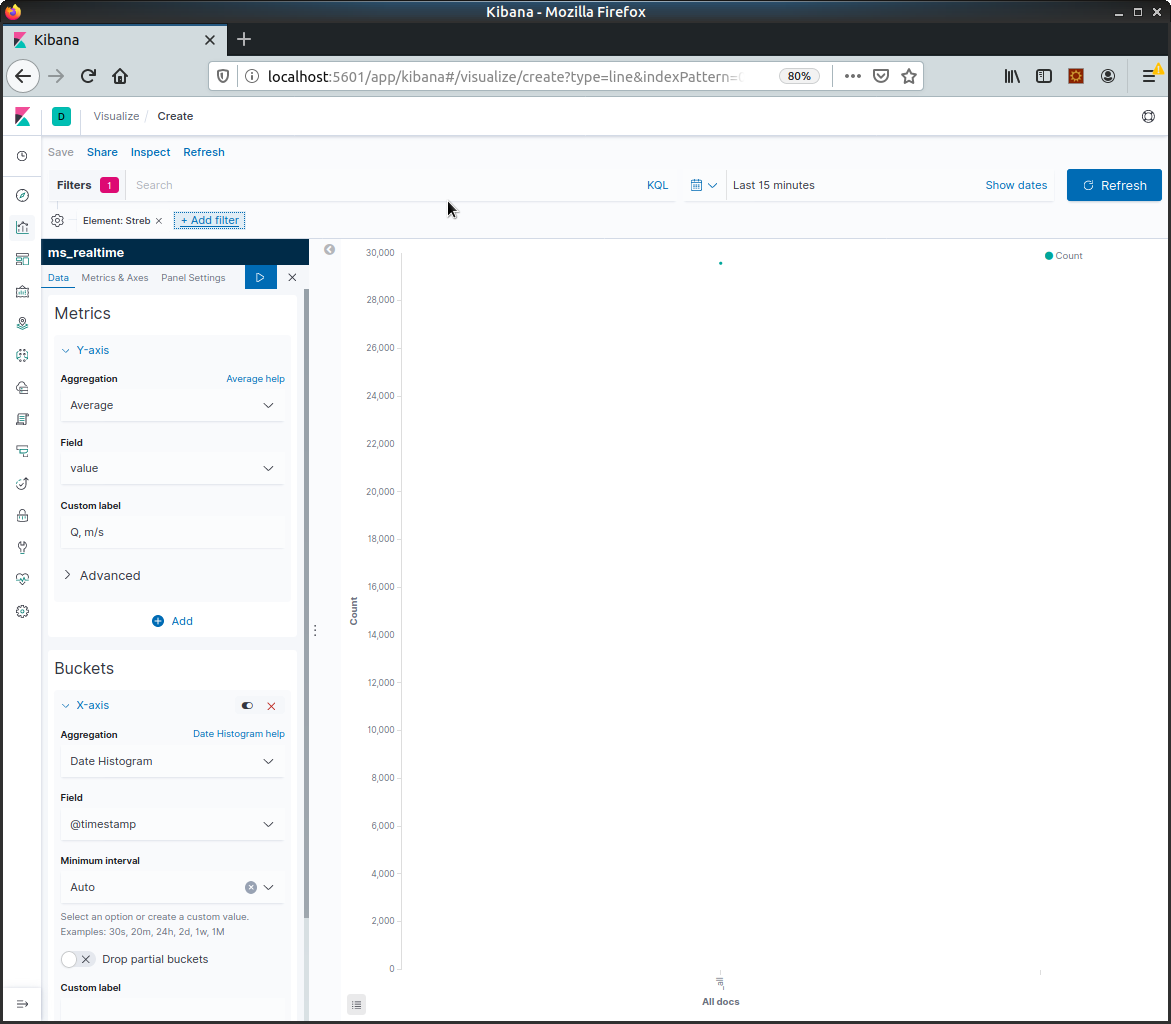 Kibana - Mozilla Firefox
Kibana
localhost:5601/app/kibana#/visualize/create?type=line&indexPattern=
80%
D
Visualize / Create
Save Share Inspect Refresh
Filters 1 Search KQL Last 15 minutes Show dates Refresh
Element: Streb × + Add filter
ms_realtime
Data Metrics & Axes Panel Settings
Metrics
Y-axis
Aggregation Average help
Average
Field
value
Custom label
Q, m/s
Advanced
Add
Buckets
X-axis
Aggregation Date Histogram help
Date Histogram
Field
@timestamp
Minimum interval
Auto
Select an option or create a custom value.
Examples: 30s, 20m, 24h, 2d, 1w, 1M
Drop partial buckets
Custom label
30,000
28,000
26,000
24,000
22,000
20,000
18,000
16,000
14,000
12,000
10,000
8,000
6,000
4,000
2,000
0
Count
_all
All docs
Count